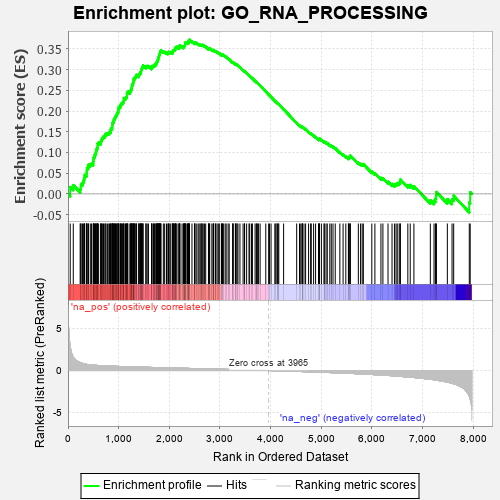 Enrichment plot: GO_RNA_PROCESSING
Enrichment score (ES)
0.35
0.30
0.25
0.20
0.15
0.10
0.05
0.00
-0.05
'na_pos' (positively correlated)
Ranked list metric (PreRanked)
5
0
-5
Zero cross at 3965
'na_neg' (negatively correlated)
0
1,000
2,000
3,000
4,000
5,000
6,000
7,000
8,000
Rank in Ordered Dataset
Enrichment profile
Hits
Ranking metric scores